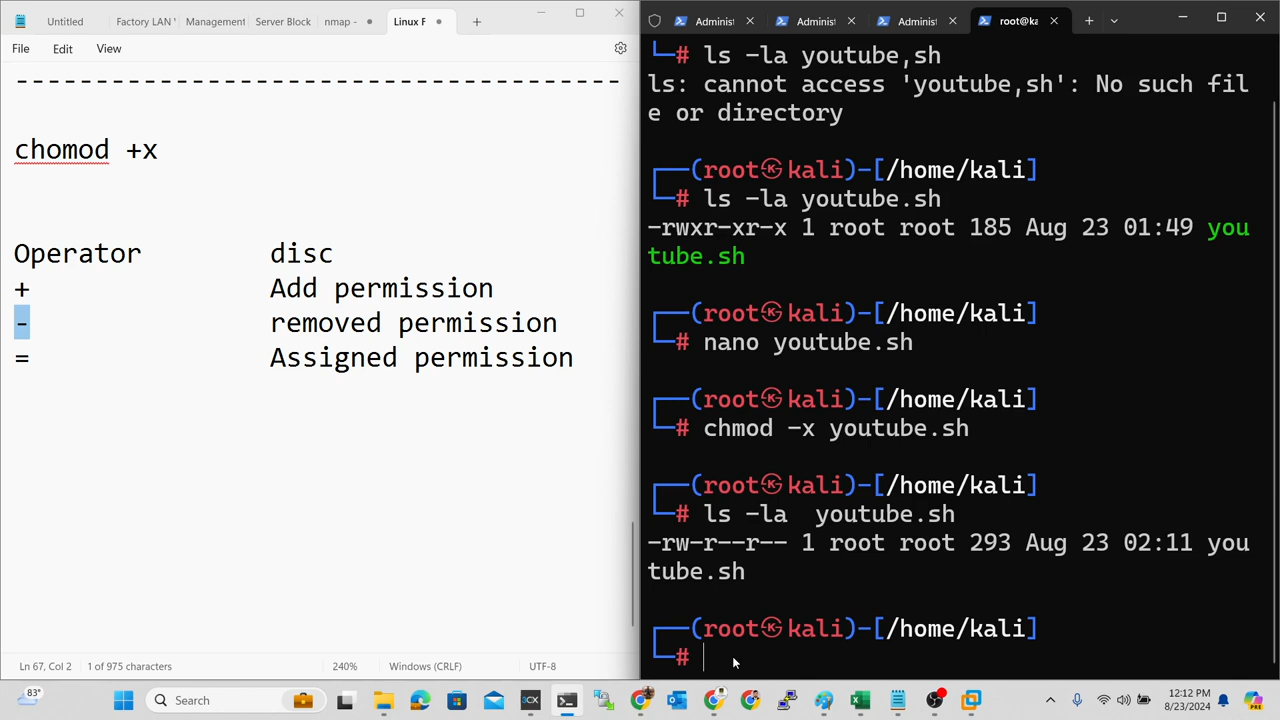 Untitled
Factory LAN
Management
Server Block
nmap -
Linux F
File
Edit
View
----------------------------------------
chomod +x
Operator disc
+ Add permission
- removed permission
= Assigned permission
Ln 67, Col 2
1 of 975 characters
240%
Windows (CRLF)
UTF-8
Administ
Administ
Administ
root@ka
└─# ls -la youtube,sh
ls: cannot access 'youtube,sh': No such fil
e or directory
┌──(root㉿kali)-[/home/kali]
└─# ls -la youtube.sh
-rwxr-xr-x 1 root root 185 Aug 23 01:49 you
tube.sh
┌──(root㉿kali)-[/home/kali]
└─# nano youtube.sh
┌──(root㉿kali)-[/home/kali]
└─# chmod -x youtube.sh
┌──(root㉿kali)-[/home/kali]
└─# ls -la  youtube.sh
-rw-r--r-- 1 root root 293 Aug 23 02:11 you
tube.sh
┌──(root㉿kali)-[/home/kali]
└─#
83°
Search
12:12 PM
8/23/2024